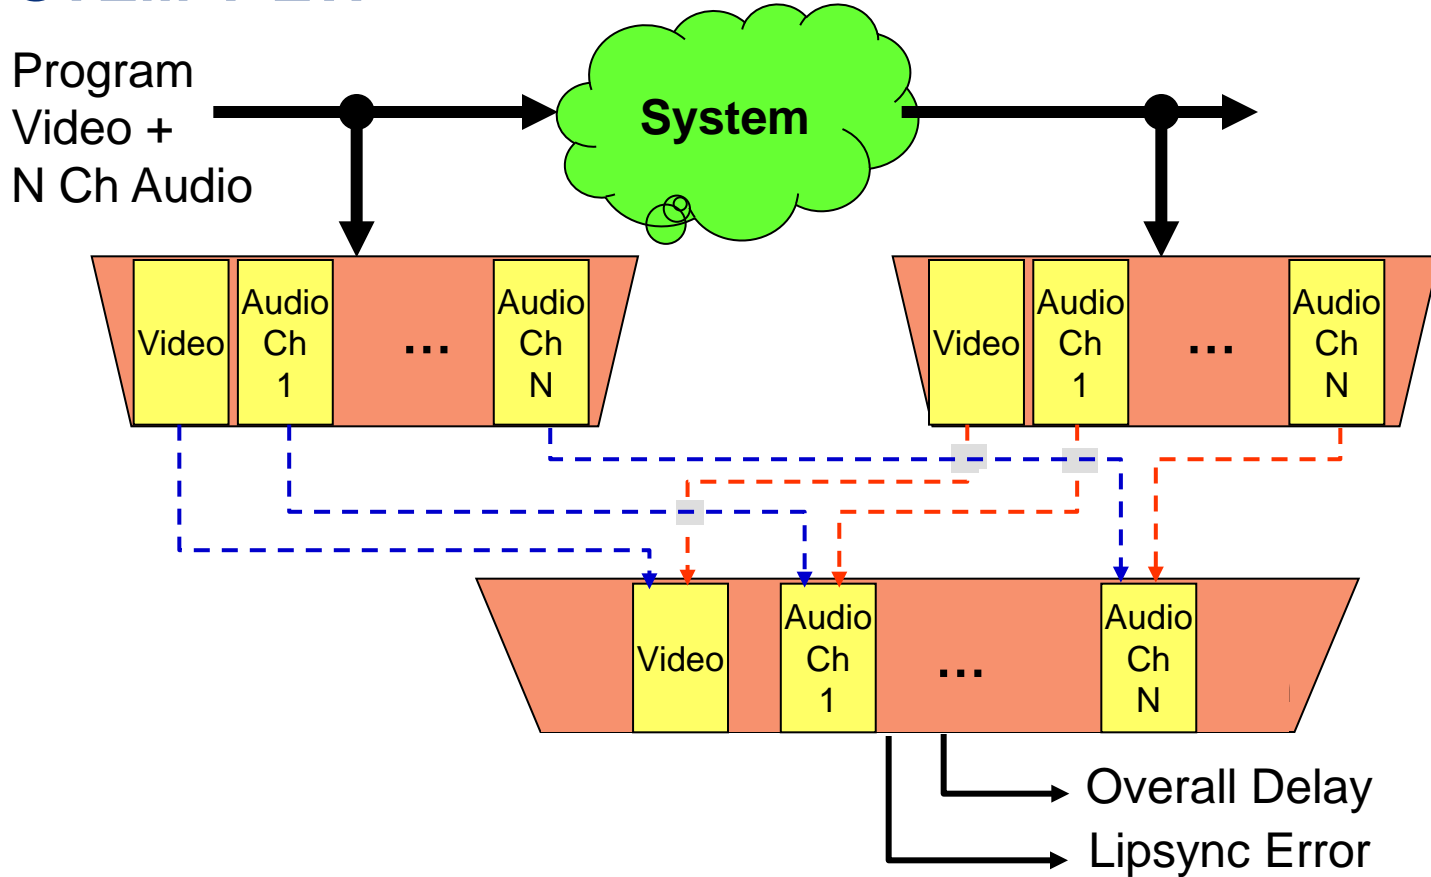 Program
Video +
N Ch Audio
System
Video
Audio
Ch
1
...
Audio
Ch
N
Video
Audio
Ch
1
...
Audio
Ch
N
Video
Audio
Ch
1
...
Audio
Ch
N
Overall Delay
Lipsync Error